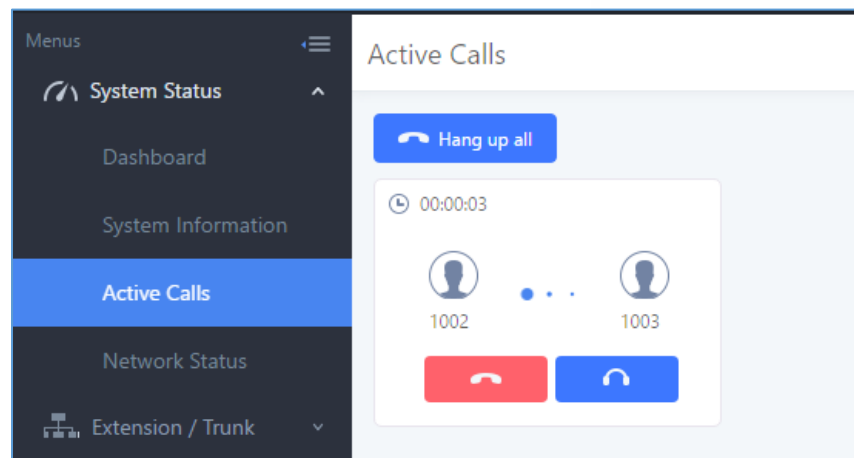 Menus
System Status
Dashboard
System Information
Active Calls
Network Status
Extension / Trunk
Active Calls
Hang up all
00:00:03
1002 1003